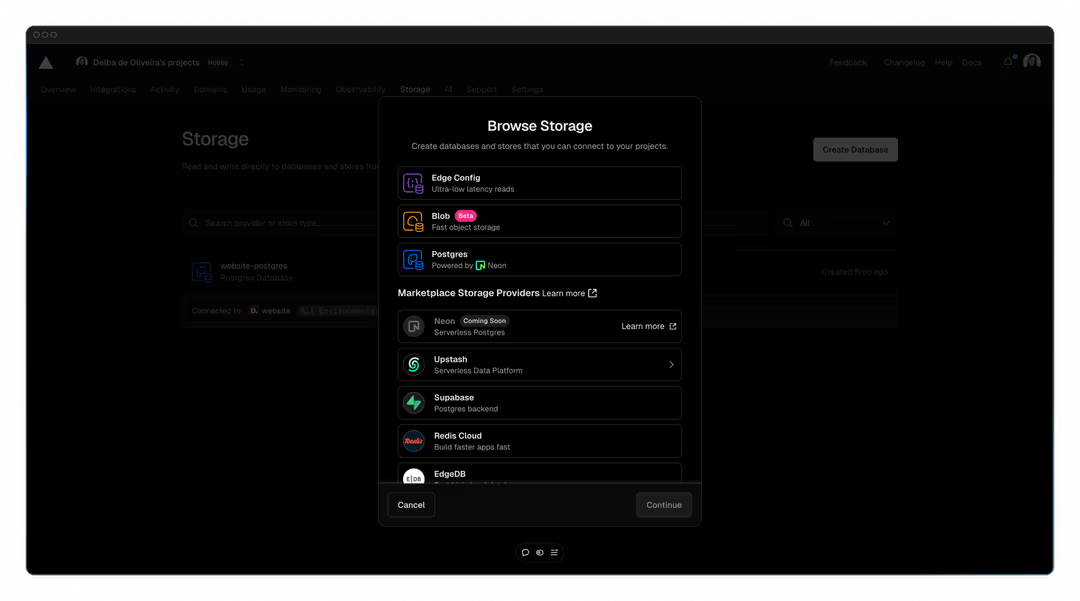 Delba de Oliveira's projects Hobby
Feedback Changelog Help Docs
Overview Integrations Activity Domains Usage Monitoring Observability Storage AI Support Settings
Storage
Create Database
Read and write directly to databases and stores from
Search provider or store type...
All
website-postgres
Postgres Database
Created 5mo ago
Connected to D. website All Environments
Browse Storage
Create databases and stores that you can connect to your projects.
Edge Config
Ultra-low latency reads
Blob Beta
Fast object storage
Postgres
Powered by Neon
Marketplace Storage Providers Learn more
Neon Coming Soon
Serverless Postgres
Learn more
Upstash
Serverless Data Platform
Supabase
Postgres backend
Redis Cloud
Build faster apps fast
EdgeDB
Cancel
Continue